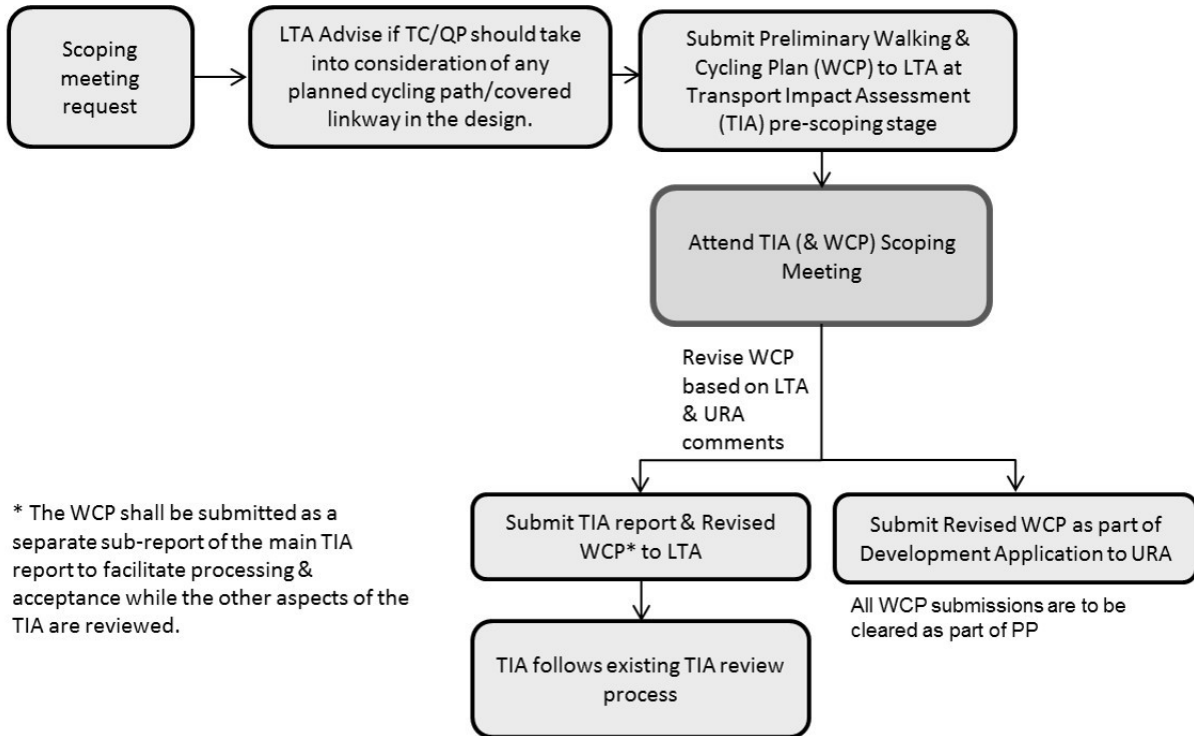 Scoping
meeting
request
LTA Advise if TC/QP should take
into consideration of any
planned cycling path/covered
linkway in the design.
Submit Preliminary Walking &
Cycling Plan (WCP) to LTA at
Transport Impact Assessment
(TIA) pre-scoping stage
Attend TIA (& WCP) Scoping
Meeting
Revise WCP
based on LTA
& URA
comments
Submit TIA report & Revised
WCP* to LTA
Submit Revised WCP as part of
Development Application to URA
All WCP submissions are to be
cleared as part of PP
TIA follows existing TIA review
process
* The WCP shall be submitted as a
separate sub-report of the main TIA
report to facilitate processing &
acceptance while the other aspects of the
TIA are reviewed.